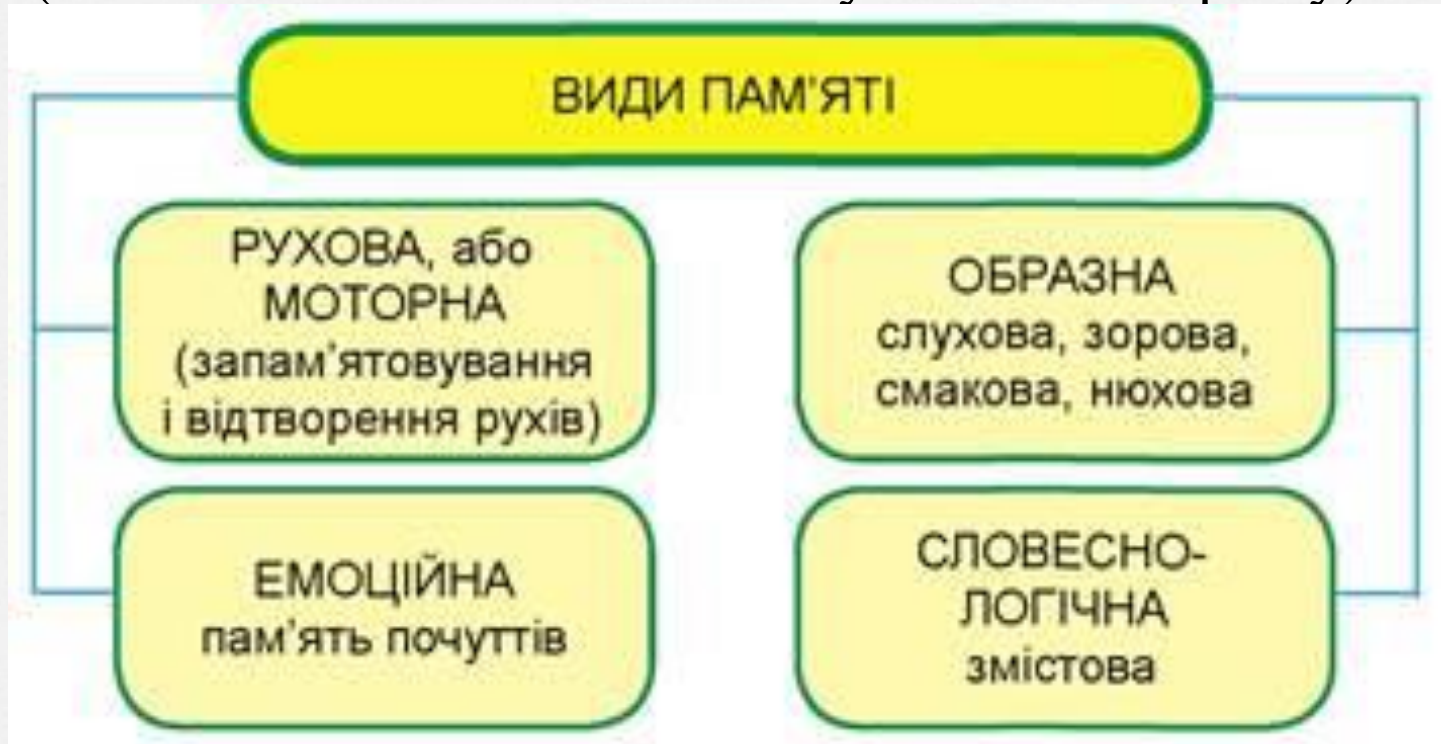 ВИДИ ПАМ'ЯТІ
РУХОВА, або
МОТОРНА
(запам'ятовування
і відтворення рухів)
ОБРАЗНА
слухова, зорова,
смакова, нюхова
ЕМОЦІЙНА
пам'ять почуттів
СЛОВЕСНО-
ЛОГІЧНА
змістова